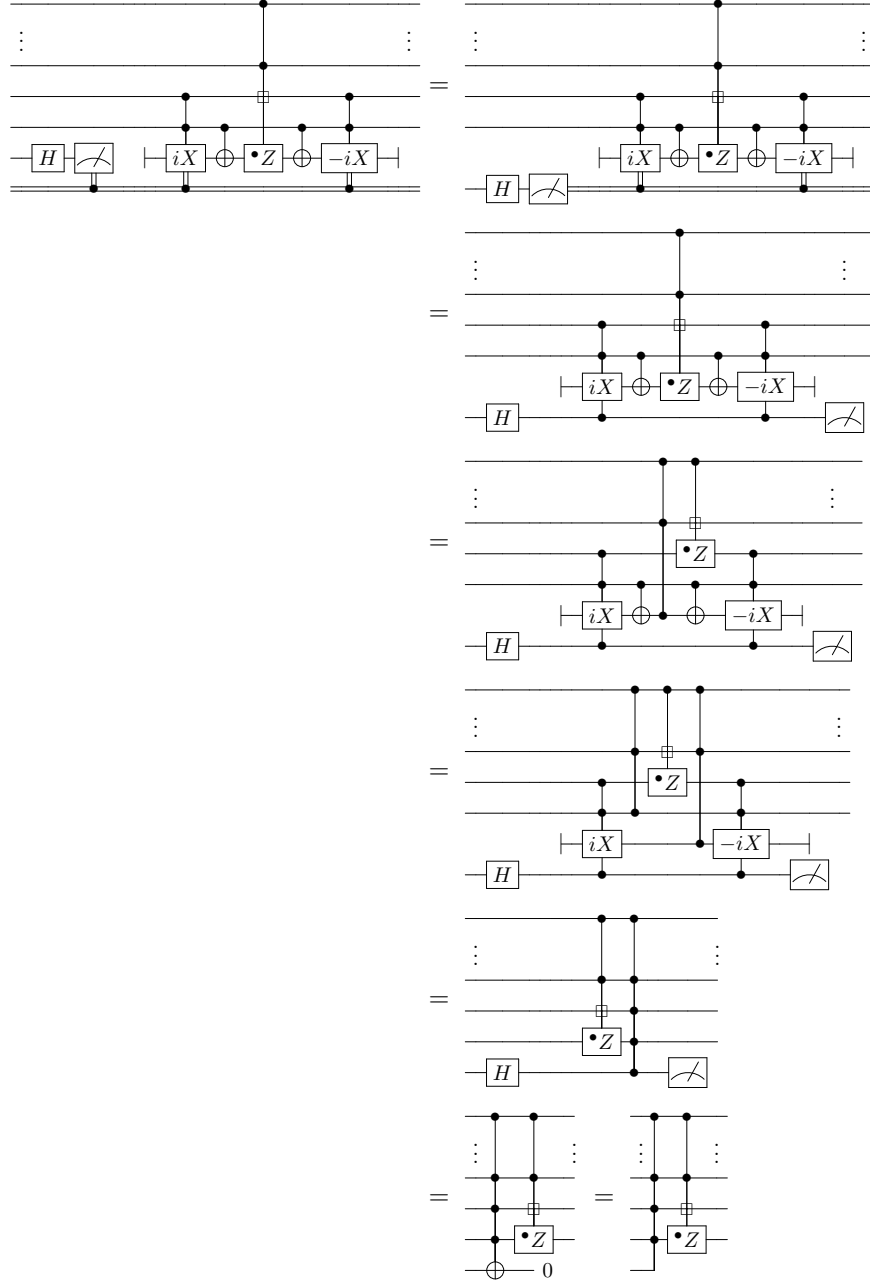 ⋮ ⋮ = ⋮ ⋮
H iX •Z −iX H iX •Z −iX
= ⋮ ⋮
iX •Z −iX
H
= ⋮ ⋮
•Z
iX −iX
H
= ⋮ ⋮
•Z
iX −iX
H
= ⋮ ⋮
•Z
H
= ⋮ ⋮ = ⋮ ⋮
•Z •Z
0